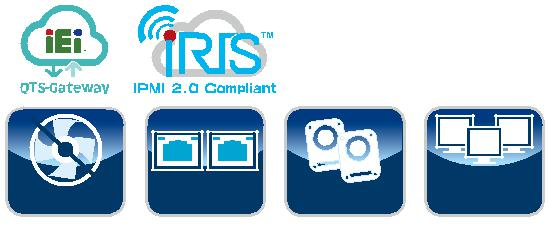 iEi
QTS-Gateway
iRIS™
IPMI 2.0 Compliant